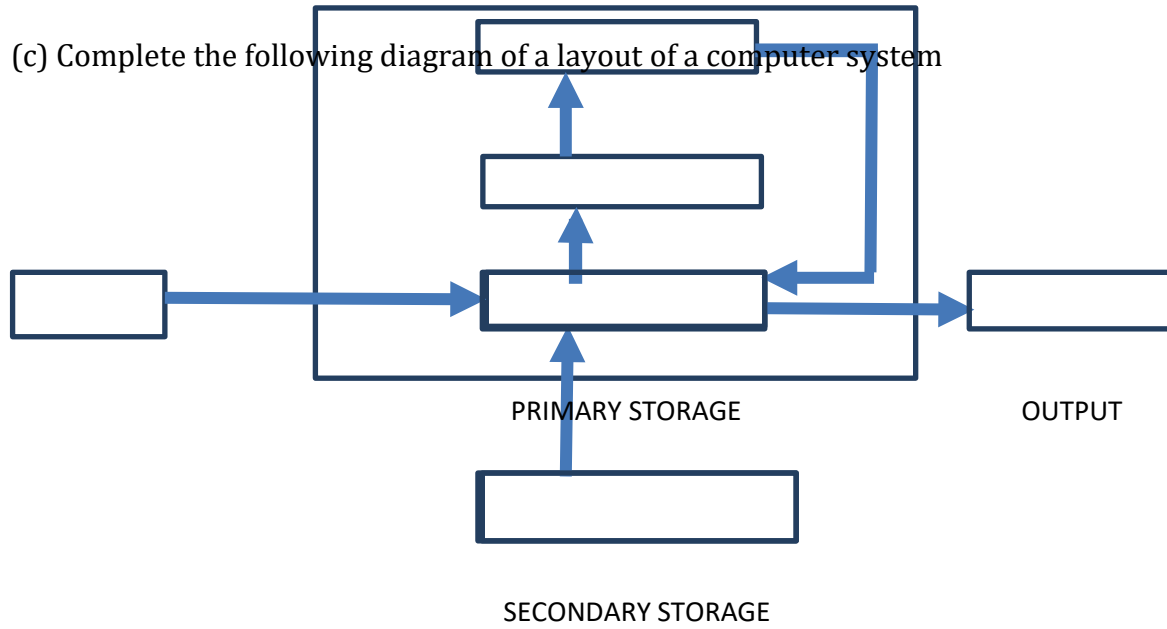 (c) Complete the following diagram of a layout of a computer system
PRIMARY STORAGE
OUTPUT
SECONDARY STORAGE